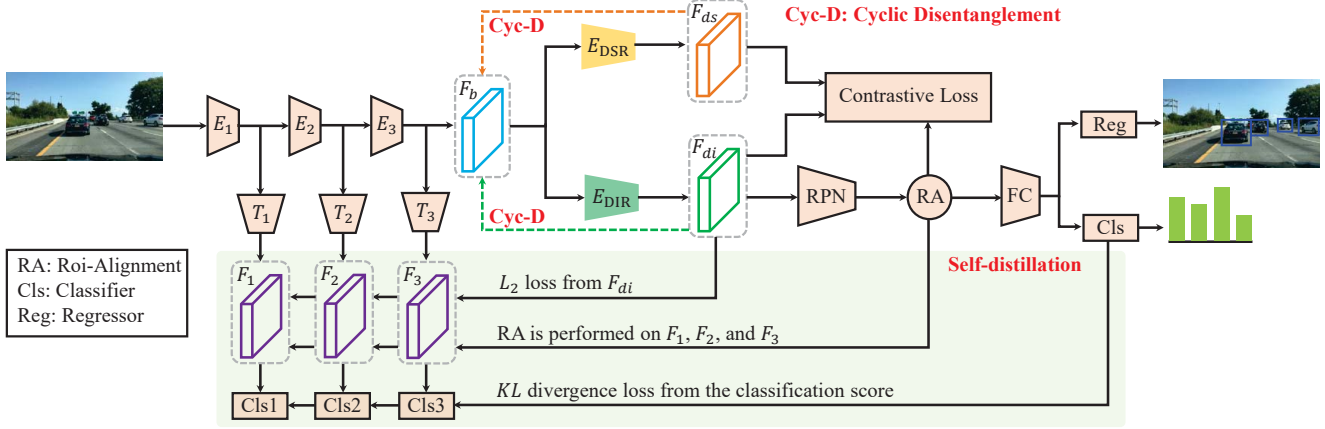 Cyc-D: Cyclic Disentanglement
Cyc-D
F_ds
E_DSR
F_b
Contrastive Loss
E_1
E_2
E_3
Reg
F_di
E_DIR
RPN
RA
FC
T_1
T_2
T_3
Cyc-D
Cls
RA: Roi-Alignment
Cls: Classifier
Reg: Regressor
Self-distillation
F_1
F_2
F_3
L_2 loss from F_di
RA is performed on F_1, F_2, and F_3
KL divergence loss from the classification score
Cls1
Cls2
Cls3